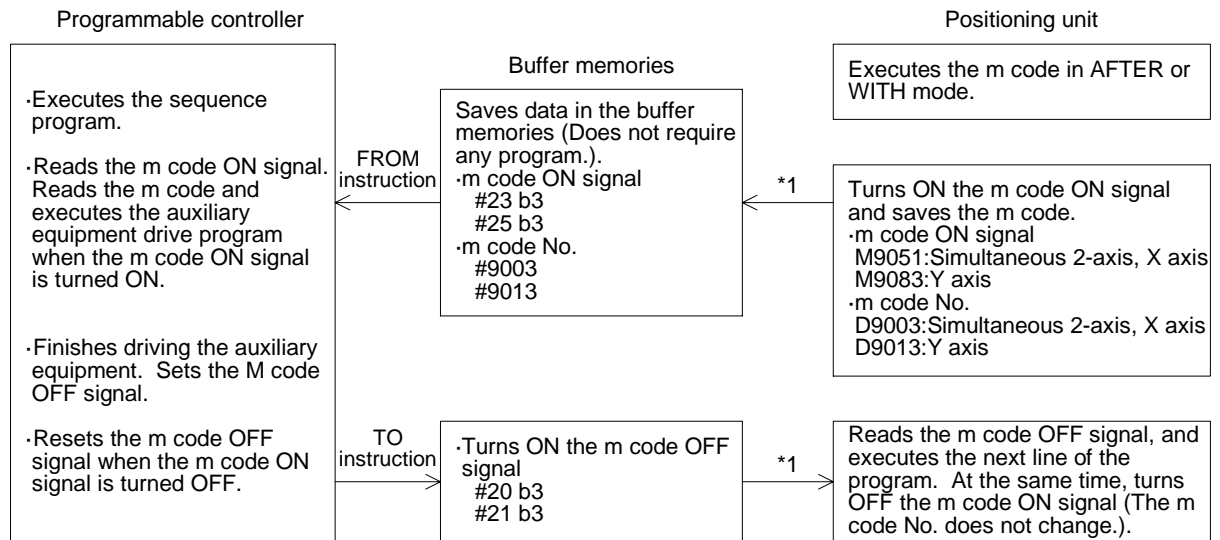 Programmable controller
·Executes the sequence
program.
·Reads the m code ON signal.
Reads the m code and
executes the auxiliary
equipment drive program
when the m code ON signal
is turned ON.
·Finishes driving the auxiliary
equipment. Sets the M code
OFF signal.
·Resets the m code OFF
signal when the m code ON
signal is turned OFF.
FROM
instruction
TO
instruction
Buffer memories
Saves data in the buffer
memories (Does not require
any program.).
·m code ON signal
#23 b3
#25 b3
·m code No.
#9003
#9013
·Turns ON the m code OFF
signal
#20 b3
#21 b3
*1
*1
Positioning unit
Executes the m code in AFTER or
WITH mode.
Turns ON the m code ON signal
and saves the m code.
·m code ON signal
M9051:Simultaneous 2-axis, X axis
M9083:Y axis
·m code No.
D9003:Simultaneous 2-axis, X axis
D9013:Y axis
Reads the m code OFF signal, and
executes the next line of the
program. At the same time, turns
OFF the m code ON signal (The m
code No. does not change.).